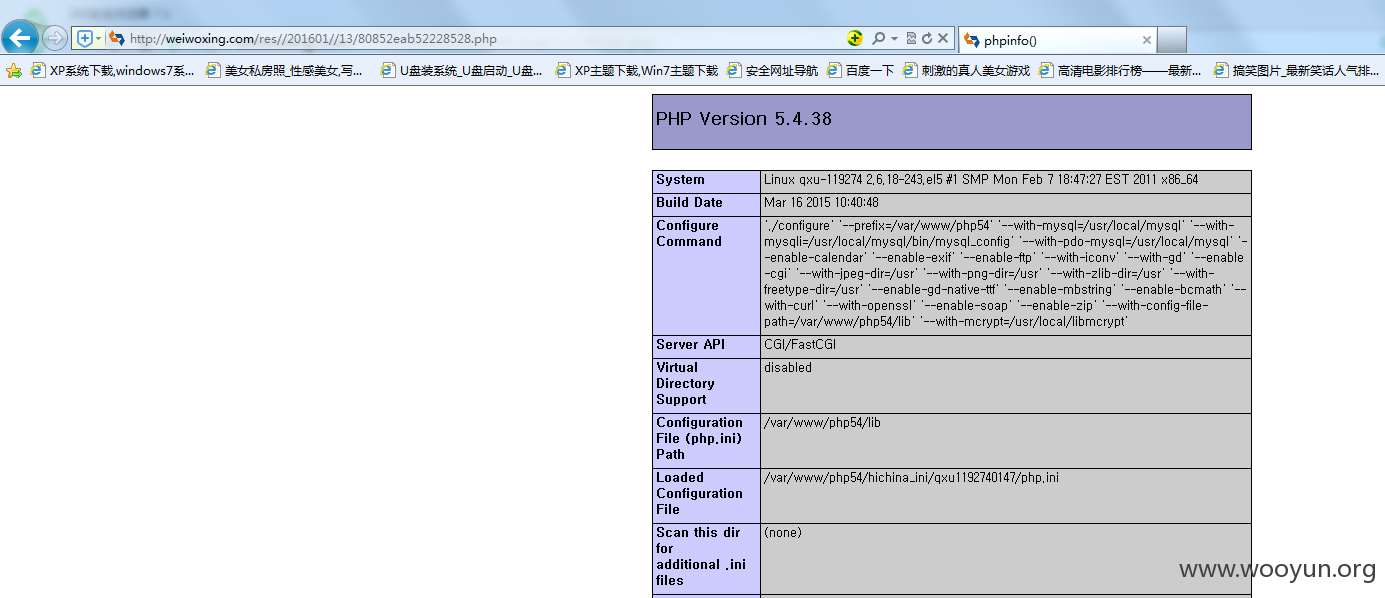 http://weiwoxing.com/res//201601//13/80852eab52228528.php
phpinfo()
XP系统下载,windows7系... 美女私房照_性感美女,写... U盘装系统_U盘启动_U盘... XP主题下载,Win7主题下载 安全网址导航 百度一下 刺激的真人美女游戏 高清电影排行榜——最新... 搞笑图片_最新笑话人气排...
PHP Version 5.4.38
System Linux qxu-119274 2.6.18-243.el5 #1 SMP Mon Feb 7 18:47:27 EST 2011 x86_64
Build Date Mar 16 2015 10:40:48
Configure './configure' '--prefix=/var/www/php54' '--with-mysql=/usr/local/mysql' '--with-
Command mysqli=/usr/local/mysql/bin/mysql_config' '--with-pdo-mysql=/usr/local/mysql' '-
-enable-calendar' '--enable-exif' '--enable-ftp' '--with-iconv' '--with-gd' '--enable
-cgi' '--with-jpeg-dir=/usr' '--with-png-dir=/usr' '--with-zlib-dir=/usr' '--with-
freetype-dir=/usr' '--enable-gd-native-ttf' '--enable-mbstring' '--enable-bcmath' '--
with-curl' '--with-openssl' '--enable-soap' '--enable-zip' '--with-config-file-
path=/var/www/php54/lib' '--with-mcrypt=/usr/local/libmcrypt'
Server API CGI/FastCGI
Virtual disabled
Directory
Support
Configuration /var/www/php54/lib
File (php.ini)
Path
Loaded /var/www/php54/hichina_ini/qxu1192740147/php.ini
Configuration
File
Scan this dir (none)
for
additional .ini
files
www.wooyun.org